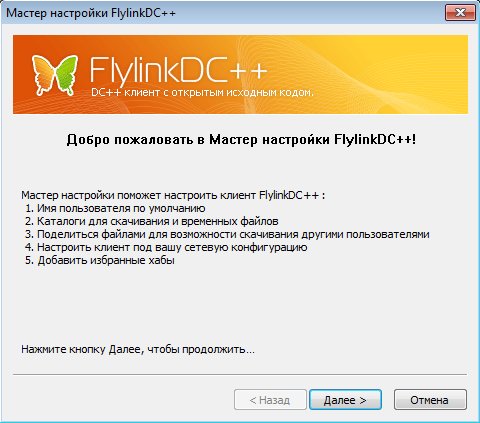 Мастер настройки FlylinkDC++
FlylinkDC++
DC++ клиент с открытым исходным кодом.
Добро пожаловать в Мастер настройки FlylinkDC++!
Мастер настройки поможет настроить клиент FlylinkDC++ :
1. Имя пользователя по умолчанию
2. Каталоги для скачивания и временных файлов
3. Поделиться файлами для возможности скачивания другими пользователями
4. Настроить клиент под вашу сетевую конфигурацию
5. Добавить избранные хабы
Нажмите кнопку Далее, чтобы продолжить...
< Назад
Далее >
Отмена